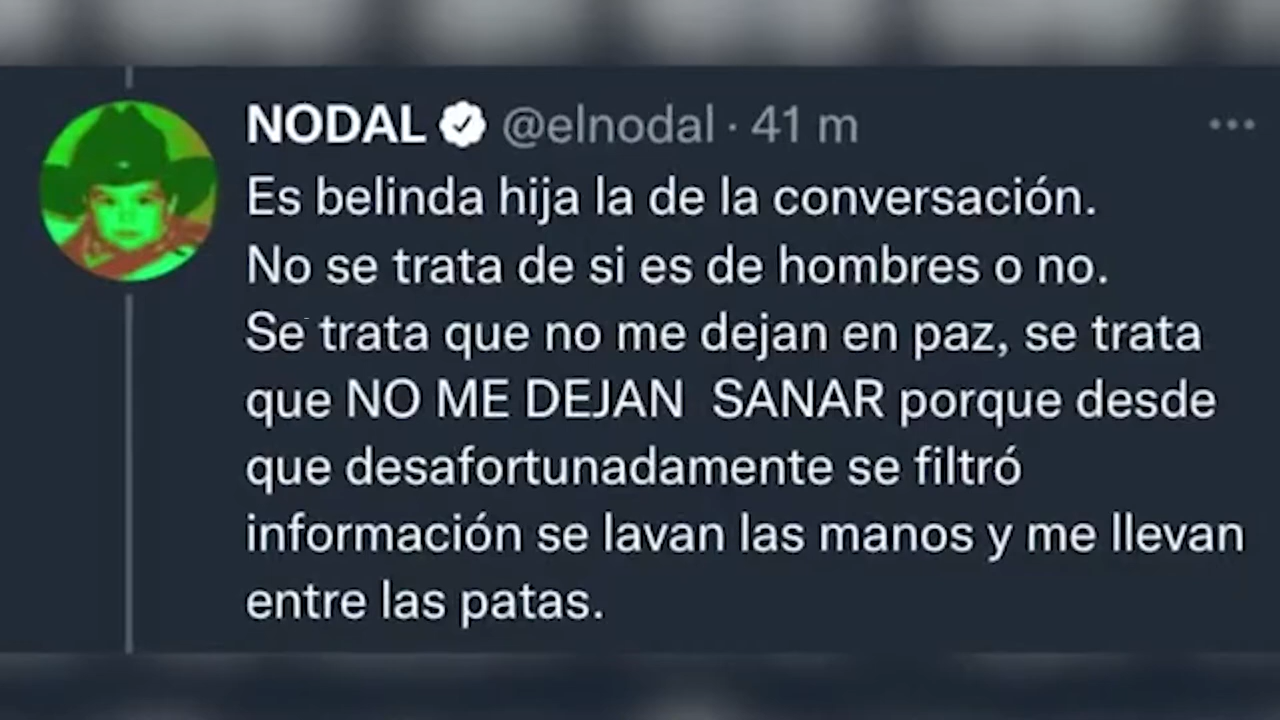 NODAL @elnodal · 41 m
Es belinda hija la de la conversación.
No se trata de si es de hombres o no.
Se trata que no me dejan en paz, se trata
que NO ME DEJAN  SANAR porque desde
que desafortunadamente se filtró
información se lavan las manos y me llevan
entre las patas.